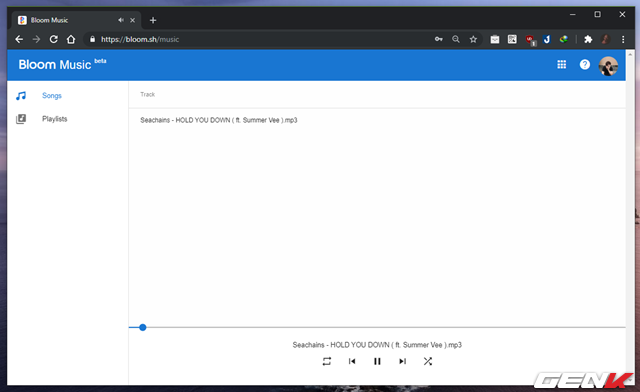 Bloom Music
https://bloom.sh/music
Bloom Music beta
Songs
Playlists
Track
Seachains - HOLD YOU DOWN ( ft. Summer Vee ).mp3
Seachains - HOLD YOU DOWN ( ft. Summer Vee ).mp3
GENK